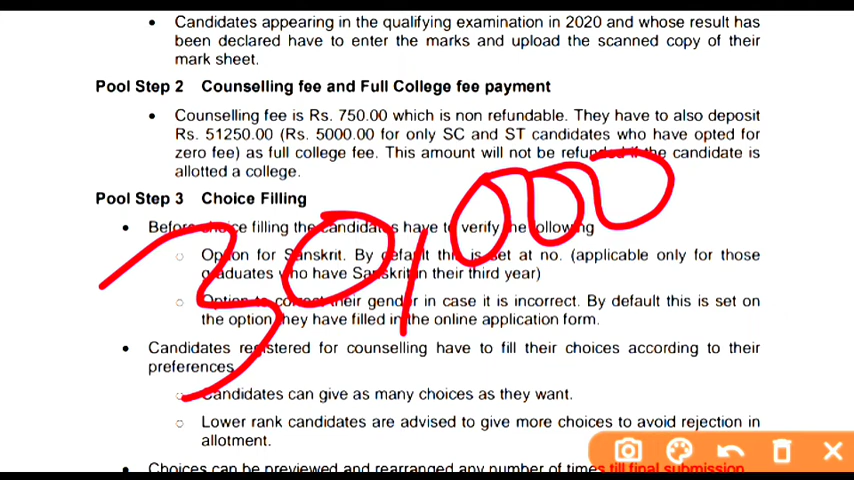 • Candidates appearing in the qualifying examination in 2020 and whose result has
been declared have to enter the marks and upload the scanned copy of their
mark sheet.
Pool Step 2 Counselling fee and Full College fee payment
• Counselling fee is Rs. 750.00 which is non refundable. They have to also deposit
Rs. 51250.00 (Rs. 5000.00 for only SC and ST candidates who have opted for
zero fee) as full college fee. This amount will not be refunded if the candidate is
allotted a college.
Pool Step 3 Choice Filling
• Before choice filling the candidates have to verify the following
○ Option for Sanskrit. By default this is set at no. (applicable only for those
graduates who have Sanskrit in their third year)
○ Option to correct their gender in case it is incorrect. By default this is set on
the option they have filled in the online application form.
30,000
• Candidates registered for counselling have to fill their choices according to their
preferences.
○ Candidates can give as many choices as they want.
○ Lower rank candidates are advised to give more choices to avoid rejection in
allotment.
• Choices can be previewed and rearranged any number of times till final submission